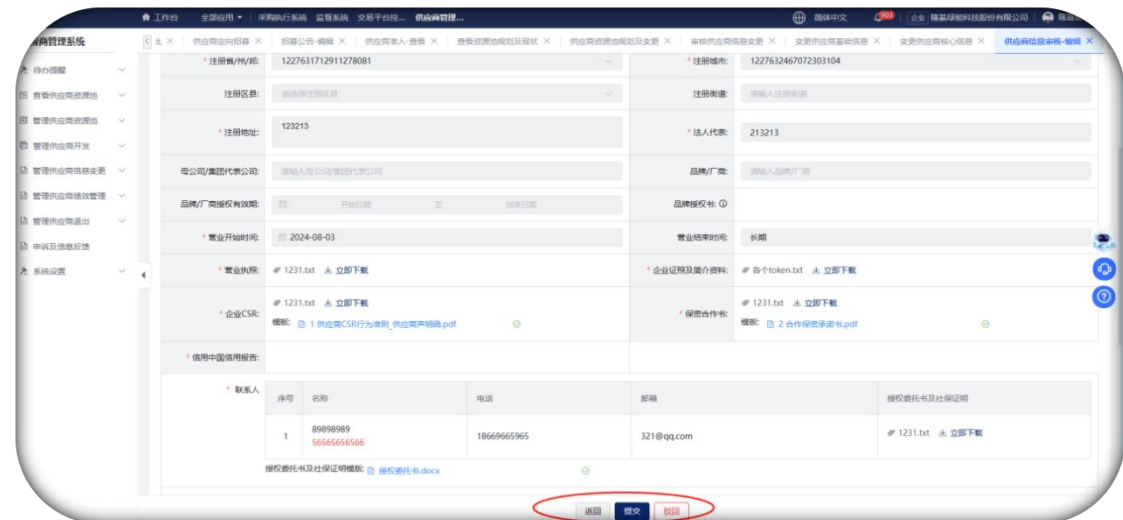 工作台 全部应用 采购执行系统 监管系统 交易平台控... 供应商管理... 简体中文 903 企业 隆基绿能科技股份有限公司
应商管理系统
供应商定向招募 × 招募公告-编辑 × 供应商准入-查看 × 查看资源池规划及现状 × 供应商资源池规划及变更 × 审核供应商信息变更 × 变更供应商基础信息 × 变更供应商核心信息 × 供应商信息审核-编辑 ×
待办提醒
查看供应商资源池
管理供应商资源池
管理供应商开发
管理供应商信息变更
管理供应商绩效管理
管理供应商退出
申诉及信息反馈
系统设置
* 注册省/州/郡: 1227631712911278081 * 注册城市: 1227632467072303104
注册区县: 请选择注册区县 注册街道: 请输入注册街道
* 注册地址: 123213 * 法人代表: 213213
母公司/集团代表公司: 请输入母公司/集团代表公司 品牌/厂商: 请输入品牌/厂商
品牌/厂商授权有效期: 开始日期 至 结束日期 品牌授权书:
* 营业开始时间: 2024-08-03 营业结束时间: 长期
* 营业执照: 1231.txt 立即下载 * 企业证照及简介资料: 各个token.txt 立即下载
* 企业CSR: 1231.txt 立即下载
模板: 1 供应商CSR行为准则_供应商声明函.pdf
* 保密合作书: 1231.txt 立即下载
模板: 2 合作保密承诺书.pdf
* 信用中国信用报告:
* 联系人
序号 名称 电话 邮箱 授权委托书及社保证明
1 89898989 18669665965 321@qq.com 1231.txt 立即下载
56565656566
授权委托书及社保证明模板: 授权委托书.docx
返回 提交 驳回